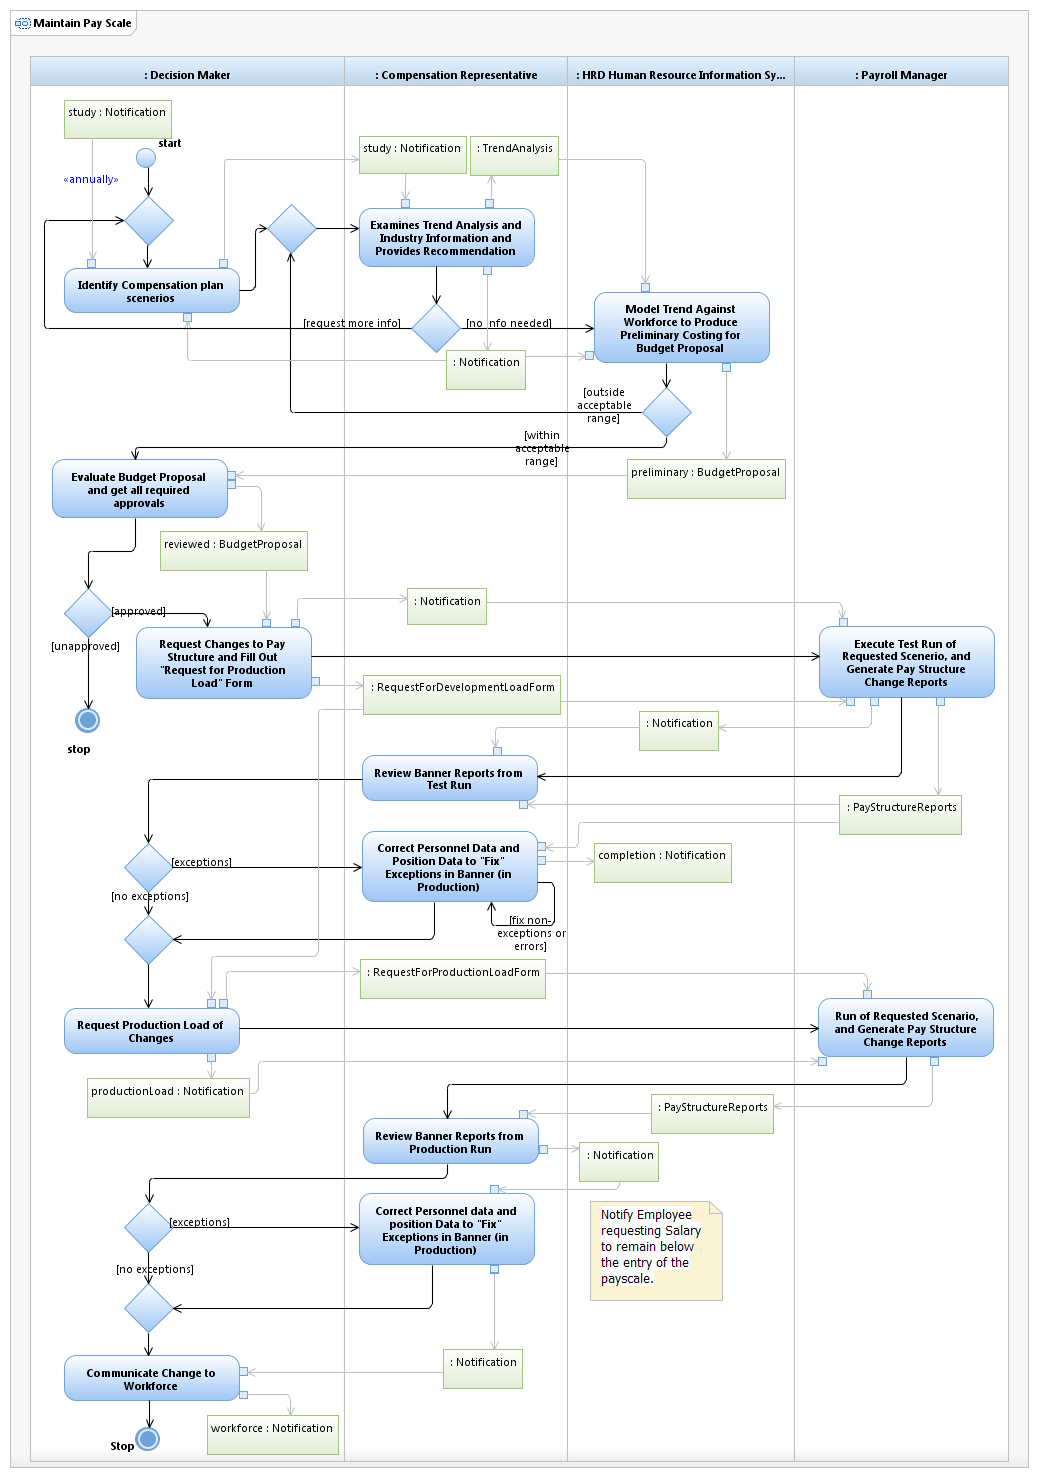 Maintain Pay Scale
: Decision Maker
: Compensation Representative
: HRD Human Resource Information Sy...
: Payroll Manager
study : Notification
start
«annually»
study : Notification
: TrendAnalysis
Examines Trend Analysis and
Industry Information and
Provides Recommendation
Identify Compensation plan
scenerios
[request more info]
[no info needed]
Model Trend Against
Workforce to Produce
Preliminary Costing for
Budget Proposal
: Notification
[outside
acceptable
range]
[within
acceptable
range]
Evaluate Budget Proposal
and get all required
approvals
preliminary : BudgetProposal
reviewed : BudgetProposal
: Notification
[approved]
[unapproved]
Request Changes to Pay
Structure and Fill Out
"Request for Production
Load" Form
Execute Test Run of
Requested Scenerio, and
Generate Pay Structure
Change Reports
: RequestForDevelopmentLoadForm
: Notification
stop
Review Banner Reports from
Test Run
: PayStructureReports
Correct Personnel Data and
Position Data to "Fix"
Exceptions in Banner (in
Production)
completion : Notification
[exceptions]
[no exceptions]
[fix non-
exceptions or
errors]
: RequestForProductionLoadForm
Request Production Load of
Changes
Run of Requested Scenario,
and Generate Pay Structure
Change Reports
productionLoad : Notification
: PayStructureReports
Review Banner Reports from
Production Run
: Notification
Correct Personnel data and
position Data to "Fix"
Exceptions in Banner (in
Production)
[exceptions]
[no exceptions]
Notify Employee
requesting Salary
to remain below
the entry of the
payscale.
: Notification
Communicate Change to
Workforce
workforce : Notification
Stop